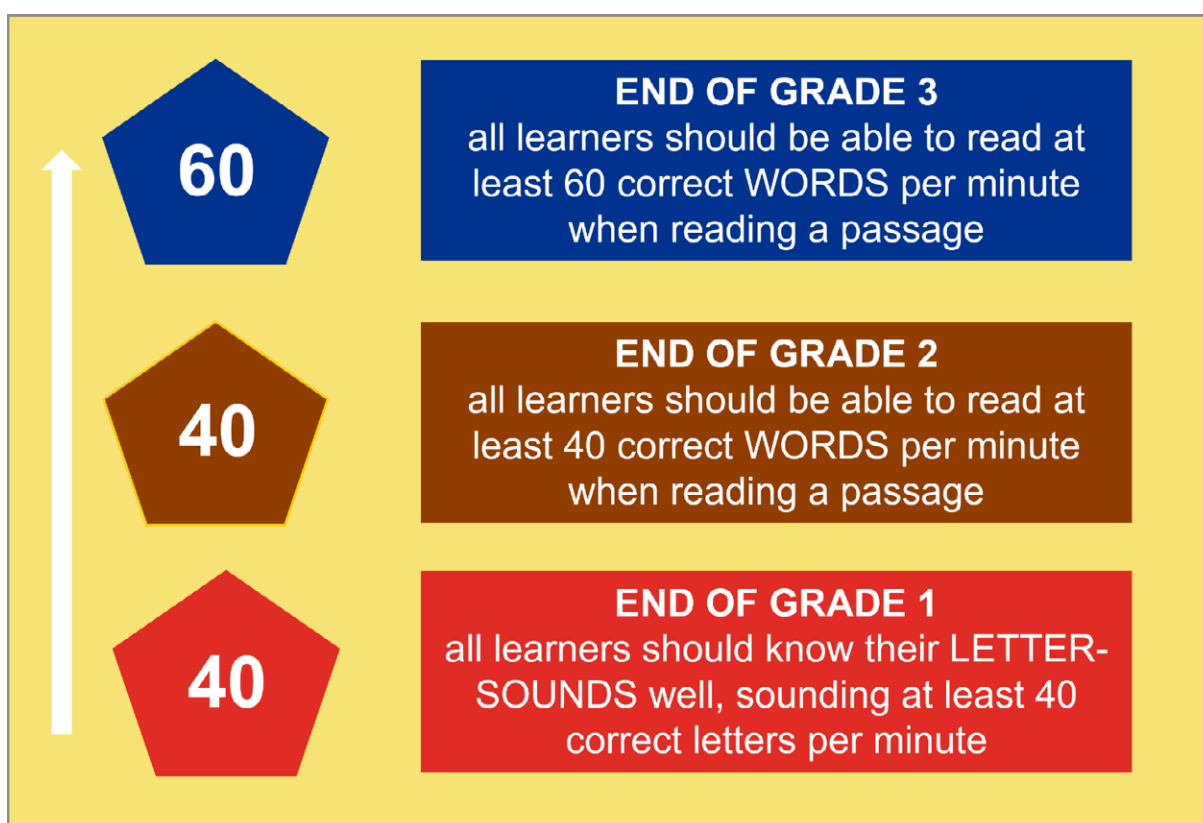 60
END OF GRADE 3
all learners should be able to read at
least 60 correct WORDS per minute
when reading a passage
40
END OF GRADE 2
all learners should be able to read at
least 40 correct WORDS per minute
when reading a passage
40
END OF GRADE 1
all learners should know their LETTER-
SOUNDS well, sounding at least 40
correct letters per minute